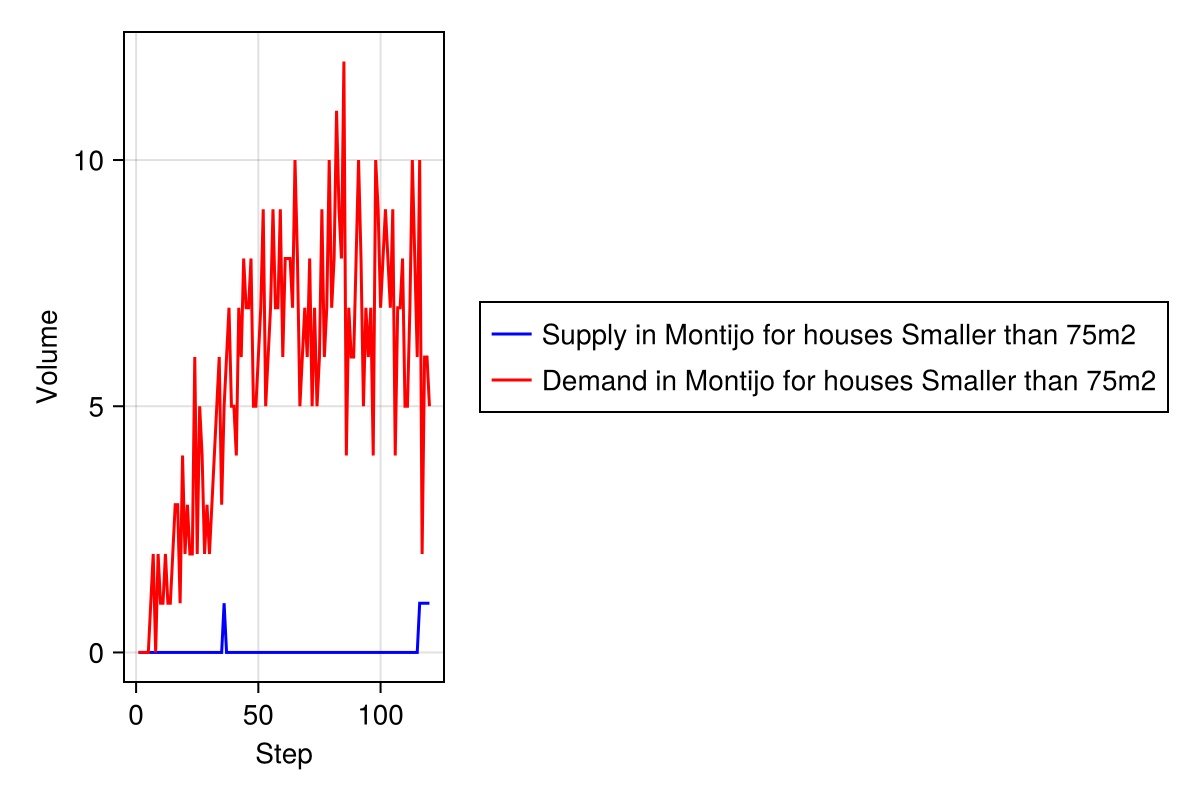 Volume
10
5
0
0 50 100
Step
Supply in Montijo for houses Smaller than 75m2
Demand in Montijo for houses Smaller than 75m2